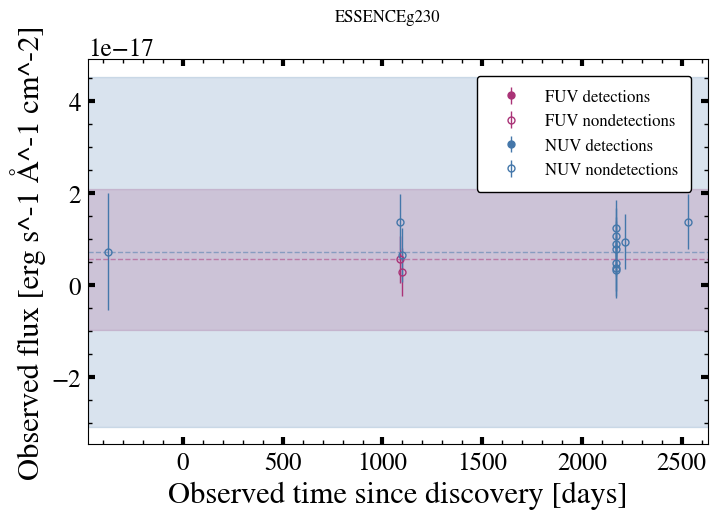 ESSENCEg230
1e−17
FUV detections
FUV nondetections
NUV detections
NUV nondetections
4
2
0
−2
Observed flux [erg s^-1 Å^-1 cm^-2]
0
500
1000
1500
2000
2500
Observed time since discovery [days]